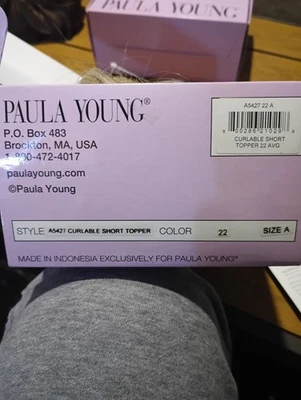 PAULA YOUNG
PAULA YOUNG®
P.O. Box 483
Brockton, MA, USA
1-800-472-4017
paulayoung.com
©Paula Young
A5427 22 A
CURLABLE SHORT
TOPPER 22 AVG
STYLE A5427 CURLABLE SHORT TOPPER COLOR 22 SIZE A
MADE IN INDONESIA EXCLUSIVELY FOR PAULA YOUNG®